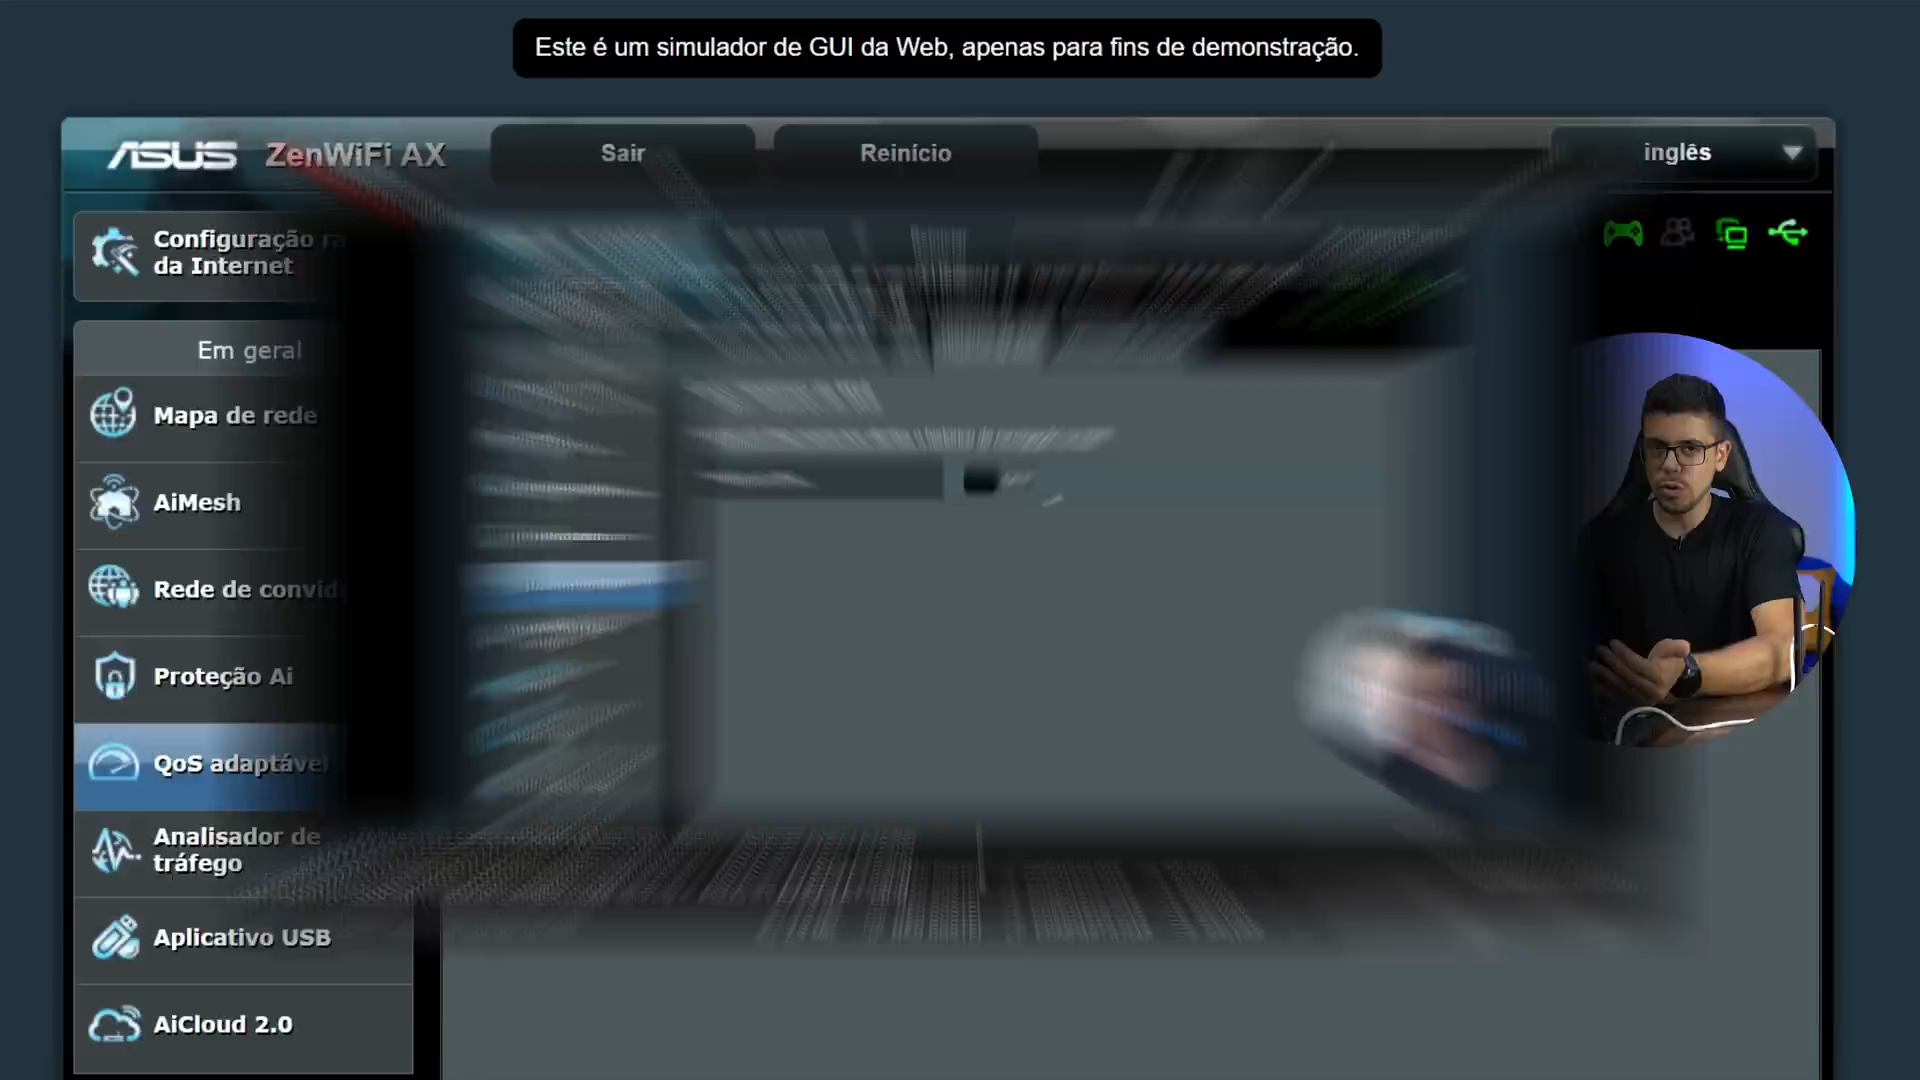 Este é um simulador de GUI da Web, apenas para fins de demonstração.
ASUS ZenWiFi AX
Sair
Reinício
inglês
Configuração
da Internet
Em geral
Mapa de rede
AiMesh
Rede de
Proteção Ai
QoS adaptável
Analisador de
tráfego
Aplicativo USB
AiCloud 2.0